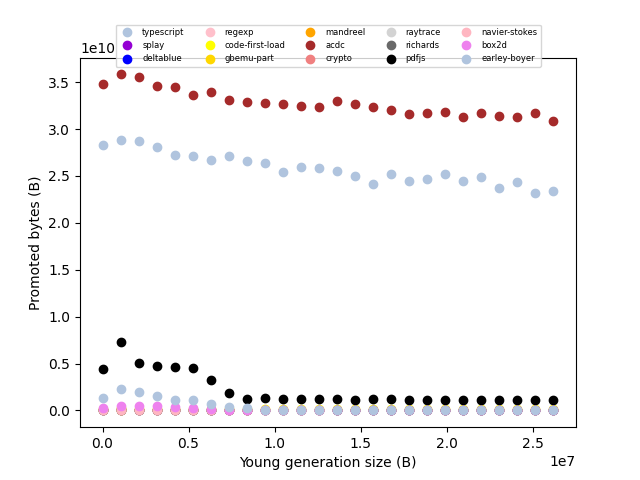 typescript regexp mandreel raytrace navier-stokes
splay code-first-load acdc richards box2d
deltablue gbemu-part crypto pdfjs earley-boyer
1e10
3.5
3.0
2.5
2.0
1.5
1.0
0.5
0.0
Promoted bytes (B)
0.0 0.5 1.0 1.5 2.0 2.5
Young generation size (B)
1e7